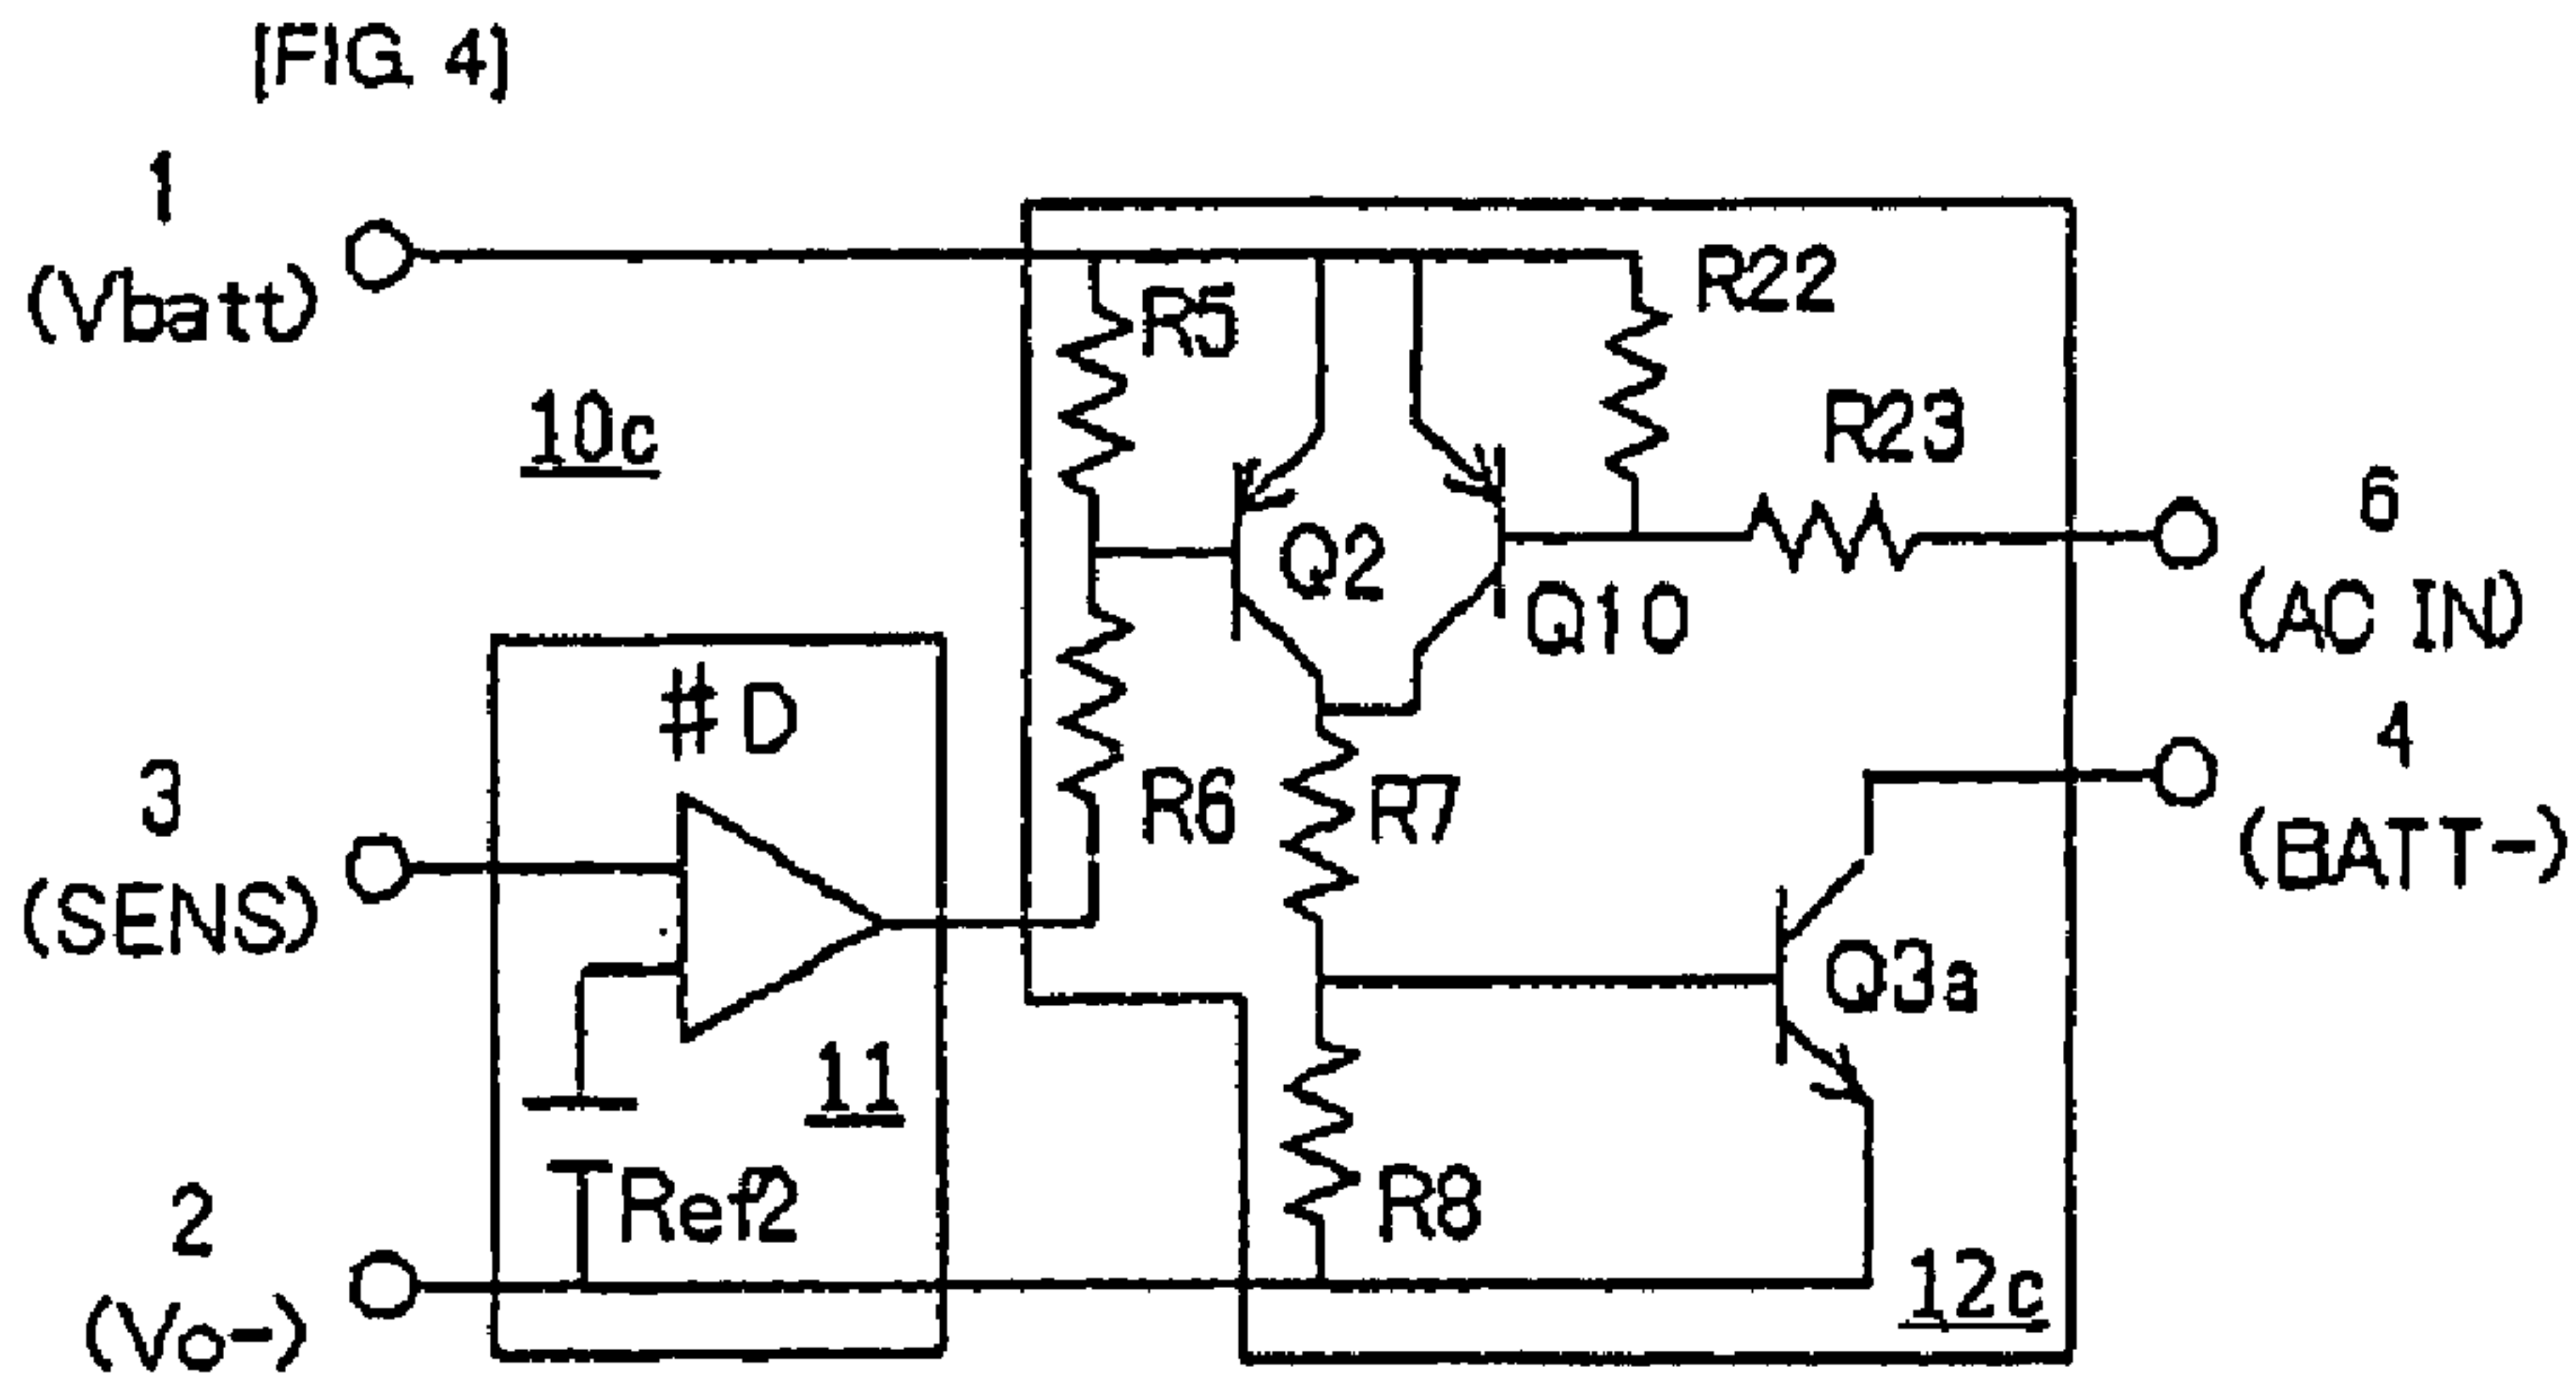 [FIG. 4]
1
(Vbatt)
10c
R5
R22
R23
6
(AC IN)
Q2
Q10
#D
3
(SENS)
R6
R7
4
(BATT-)
Q3a
11
Ref2
R8
2
(Vo-)
12c